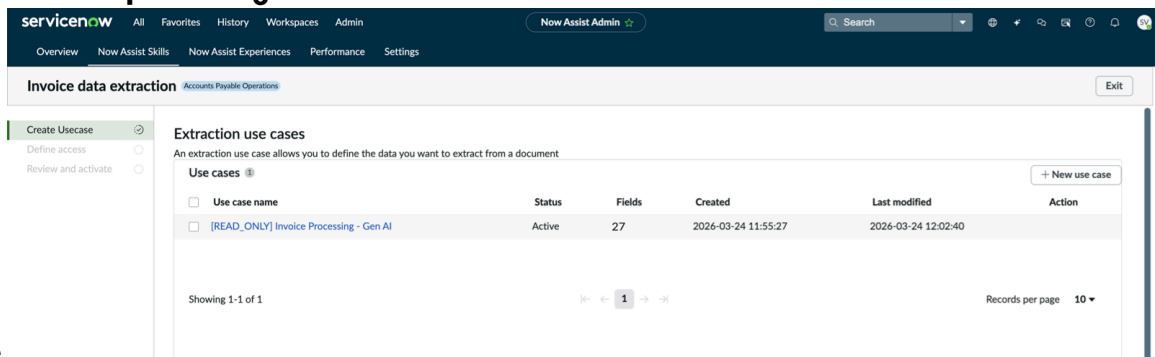 servicenow All Favorites History Workspaces Admin Now Assist Admin Search SV
Overview Now Assist Skills Now Assist Experiences Performance Settings
Invoice data extraction Accounts Payable Operations Exit
Create Usecase
Define access
Review and activate
Extraction use cases
An extraction use case allows you to define the data you want to extract from a document
Use cases 1 + New use case
Use case name Status Fields Created Last modified Action
[READ_ONLY] Invoice Processing - Gen AI Active 27 2026-03-24 11:55:27 2026-03-24 12:02:40
Showing 1-1 of 1 1 Records per page 10